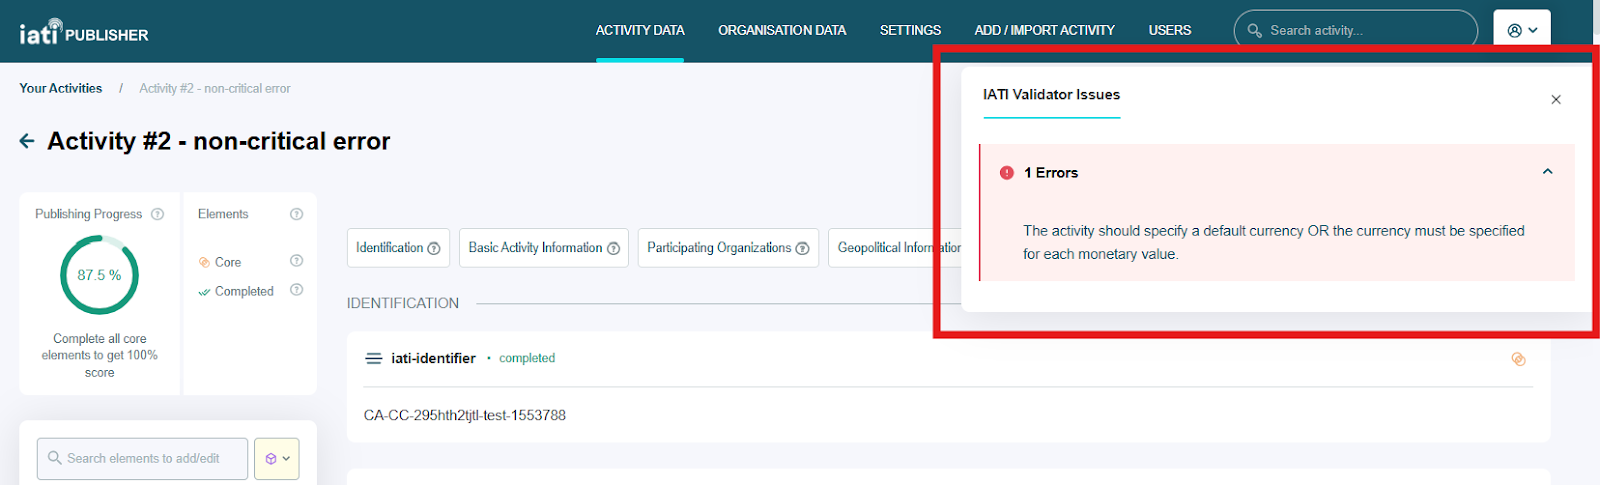 iati PUBLISHER
ACTIVITY DATA
ORGANISATION DATA
SETTINGS
ADD / IMPORT ACTIVITY
USERS
Search activity...
Your Activities / Activity #2 - non-critical error
Activity #2 - non-critical error
IATI Validator Issues
1 Errors
The activity should specify a default currency OR the currency must be specified
for each monetary value.
Publishing Progress
87.5 %
Complete all core
elements to get 100%
score
Elements
Core
Completed
Search elements to add/edit
Identification
Basic Activity Information
Participating Organizations
Geopolitical Information
IDENTIFICATION
iati-identifier • completed
CA-CC-295hth2tjtl-test-1553788